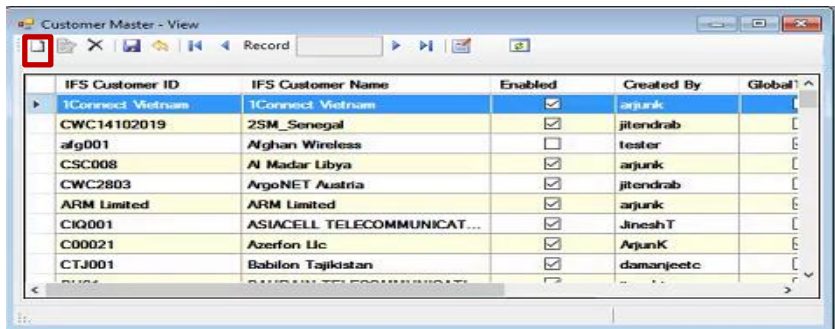 Customer Master - View
Record
IFS Customer ID IFS Customer Name Enabled Created By
1Connect Vietnam 1Connect Vietnam arjunk
CWC14102019 2SM_Senegal jitendrab
afg001 Afghan Wireless tester
CSC008 Al Madar Libya arjunk
CWC2803 ArgoNET Austria jitendrab
ARM Limited ARM Limited arjunk
CIQ001 ASIACELL TELECOMMUNICAT... JineshT
C00021 Azerfon Llc ArjunK
CTJ001 Babilon Tajikistan damanjeetc